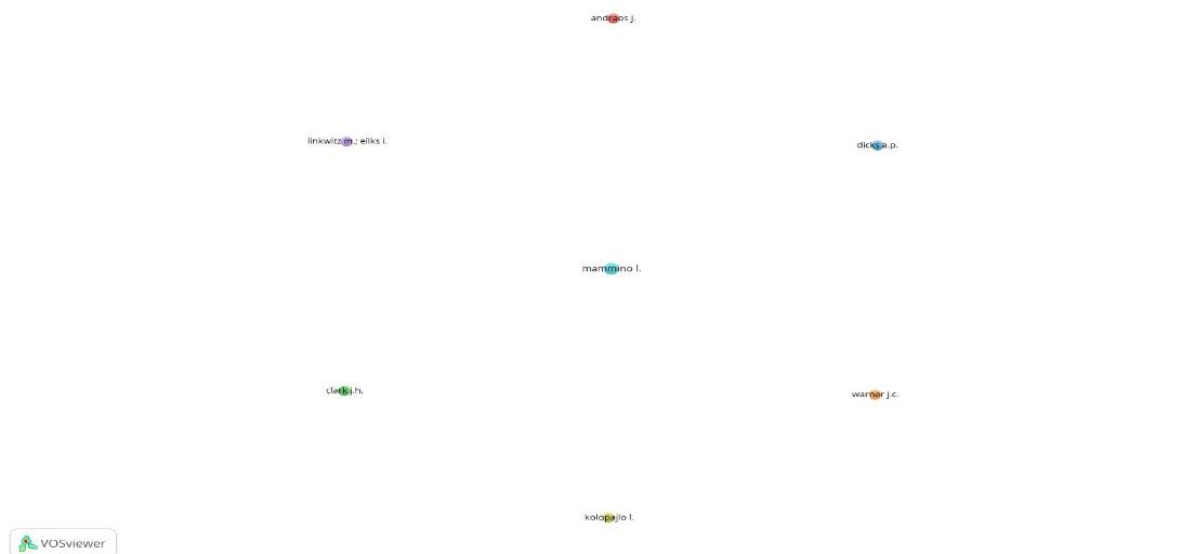 andraos j.
linkwitz m.; eilks i.
dicks a.p.
mammino l.
clark j.h.
warner j.c.
kolopajlo l.
VOSviewer